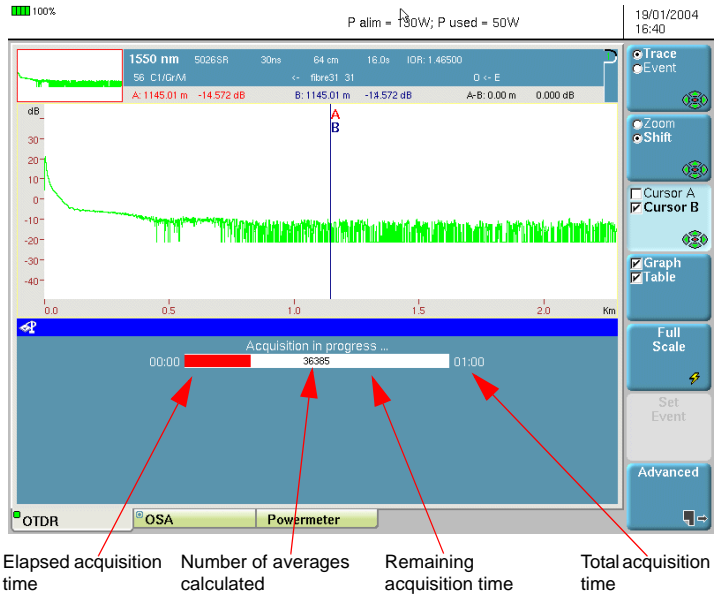 100%
P alim = 130W; P used = 50W
19/01/2004
16:40
1550 nm 5026SR 30ns 64 cm 16.0s IOR: 1.46500
56 C1/Gr/Vi <- fibre31 31 O <- E
A: 1145.01 m -14.572 dB B: 1145.01 m -14.572 dB A-B: 0.00 m 0.000 dB
dB
A
B
30
20
10
0
-10
-20
-30
-40
0.0 0.5 1.0 1.5 2.0 Km
Acquisition in progress ...
00:00 36385 01:00
OTDR OSA Powermeter
Trace
Event
Zoom
Shift
Cursor A
Cursor B
Graph
Table
Full
Scale
Set
Event
Advanced
Elapsed acquisition
time
Number of averages
calculated
Remaining
acquisition time
Total acquisition
time